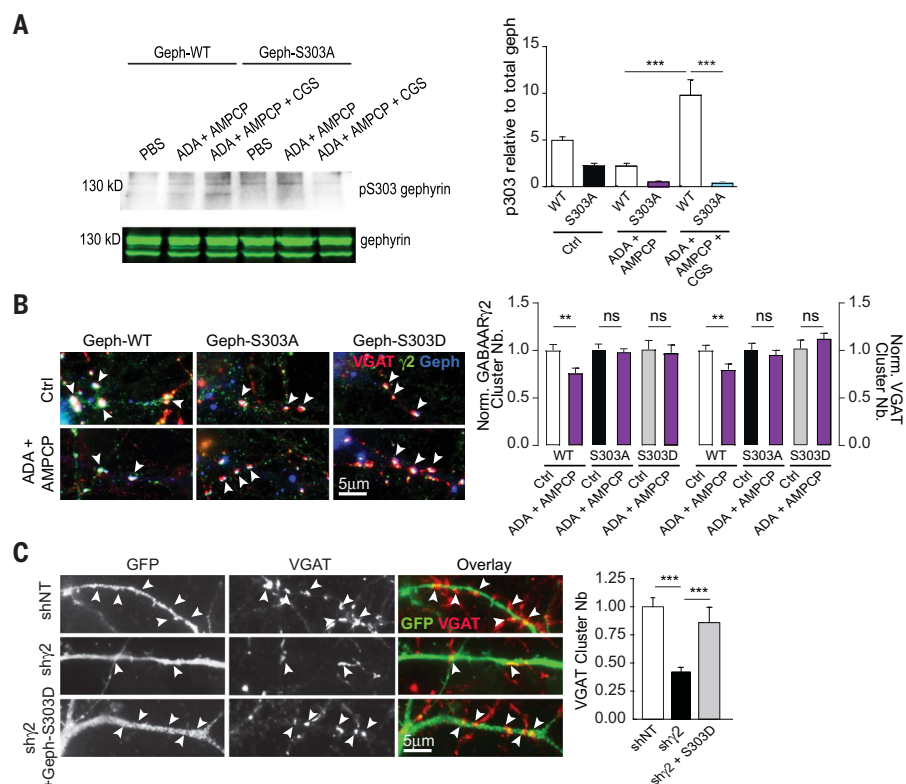 A
Geph-WT Geph-S303A
PBS
ADA + AMPCP
ADA + AMPCP + CGS
PBS
ADA + AMPCP
ADA + AMPCP + CGS
130 kD
pS303 gephyrin
130 kD
gephyrin
p303 relative to total geph
15
10
5
0
***
***
WT
S303A
WT
S303A
WT
S303A
Ctrl
ADA +
AMPCP
ADA +
AMPCP +
CGS
B
Geph-WT Geph-S303A Geph-S303D
VGAT γ2 Geph
Ctrl
ADA +
AMPCP
5μm
Norm. GABAARγ2
Cluster Nb.
1.5
1.0
0.5
0.0
** ns ns ** ns ns
1.5
1.0
0.5
0.0
Norm. VGAT
Cluster Nb.
WT S303A S303D WT S303A S303D
Ctrl
ADA + AMPCP
Ctrl
ADA + AMPCP
Ctrl
ADA + AMPCP
Ctrl
ADA + AMPCP
Ctrl
ADA + AMPCP
Ctrl
ADA + AMPCP
C
GFP VGAT Overlay
shNT
GFP VGAT
shγ2
shγ2
+Geph-S303D
5μm
VGAT Cluster Nb
1.25
1.00
0.75
0.50
0.25
0.00
*** ***
shNT
shγ2
shγ2 + S303D